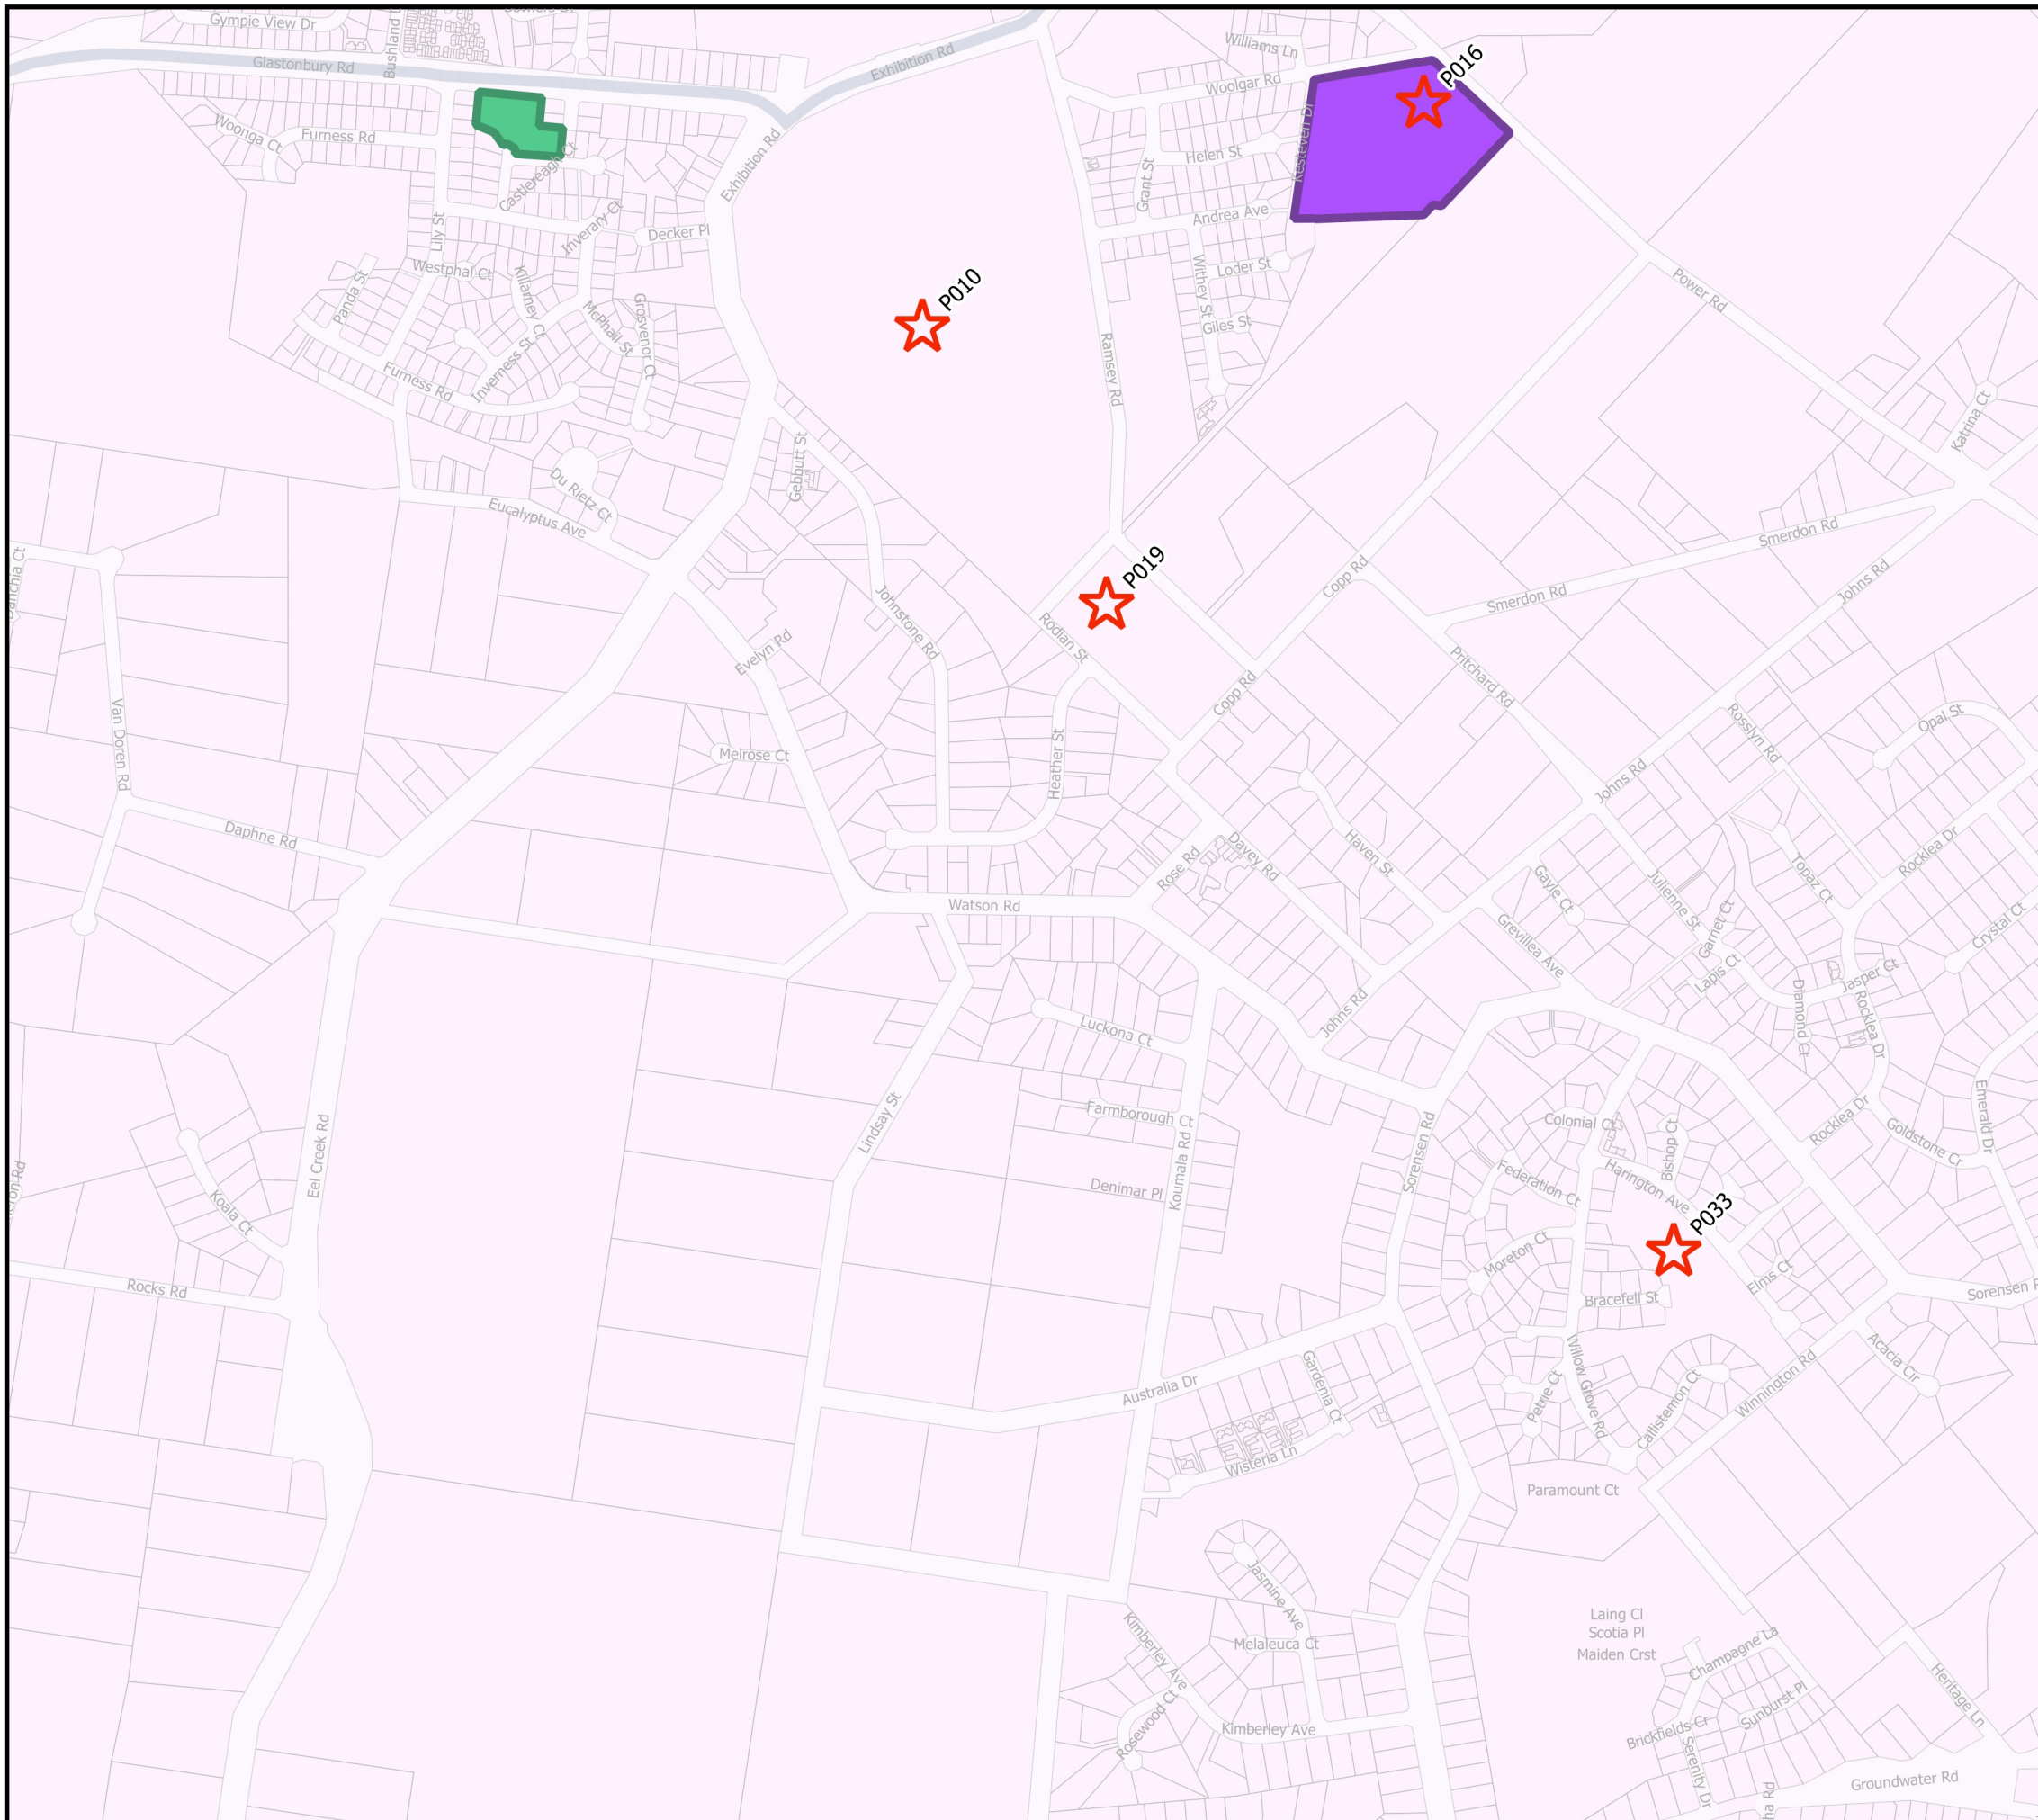 Gympie View Dr
Glastonbury Rd
Exhibition Rd
Williams Ln
Woolgar Rd
P016
Woonga Ct
Furness Rd
Castlereagh Ct
Exhibition Rd
Grant St
Helen St
Kesteven Dr
Lily St
Inverary Ct
Decker Pl
Andrea Ave
Westphal Ct
Killarney Ct
Withey St
Loder St
Power Rd
Panda St
McPhail St
Grosvenor Ct
P010
Giles St
Ramsey Rd
Furness Rd
Inverness St
Katrina Ct
Gebbutt St
Du Rietz Ct
Eucalyptus Ave
Smerdon Rd
P019
Copp Rd
Smerdon Rd
Johns Rd
Johnstone Rd
Rodian St
Evelyn Rd
Pritchard Rd
Copp Rd
Van Doren Rd
Melrose Ct
Heather St
Rosslyn Rd
Opal St
Johns Rd
Daphne Rd
Rose Rd
Davey Rd
Haven St
Topaz Ct
Rocklea Dr
Watson Rd
Gayle Ct
Julienne St
Garnet Ct
Grevillea Ave
Crystal Ct
Lapis Ct
Jasper Ct
Diamond Ct
Rocklea Dr
Luckona Ct
Johns Rd
Lindsay St
Farmborough Ct
Colonial Ct
Bishop Ct
Rocklea Dr
Goldstone Cr
Emerald Dr
Eel Creek Rd
Koala Ct
Denimar Pl
Koumala Rd
Sorensen Rd
Federation Ct
Harington Ave
P033
Moreton Ct
Rocks Rd
Bracefell St
Elms Ct
Sorensen R
Australia Dr
Gardenia Ct
Willow Grove Rd
Petrie Ct
Callistemon Ct
Winnington Rd
Acacia Cir
Wisteria Ln
Paramount Ct
Jasmine Ave
Laing Cl
Scotia Pl
Maiden Crst
Kimberley Ave
Melaleuca Ct
Champagne La
Heritage Ln
Rosewood Ct
Kimberley Ave
Sunburst Pl
Brickfields Cr
Serenity Dr
Groundwater Rd